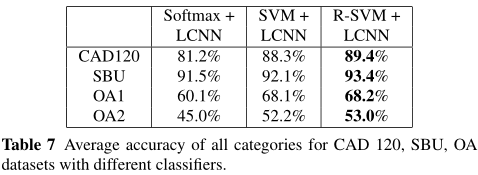 Softmax + SVM + R-SVM +
LCNN LCNN LCNN
CAD120 81.2% 88.3% 89.4%
SBU 91.5% 92.1% 93.4%
OA1 60.1% 68.1% 68.2%
OA2 45.0% 52.2% 53.0%
Table 7 Average accuracy of all categories for CAD 120, SBU, OA
datasets with different classifiers.